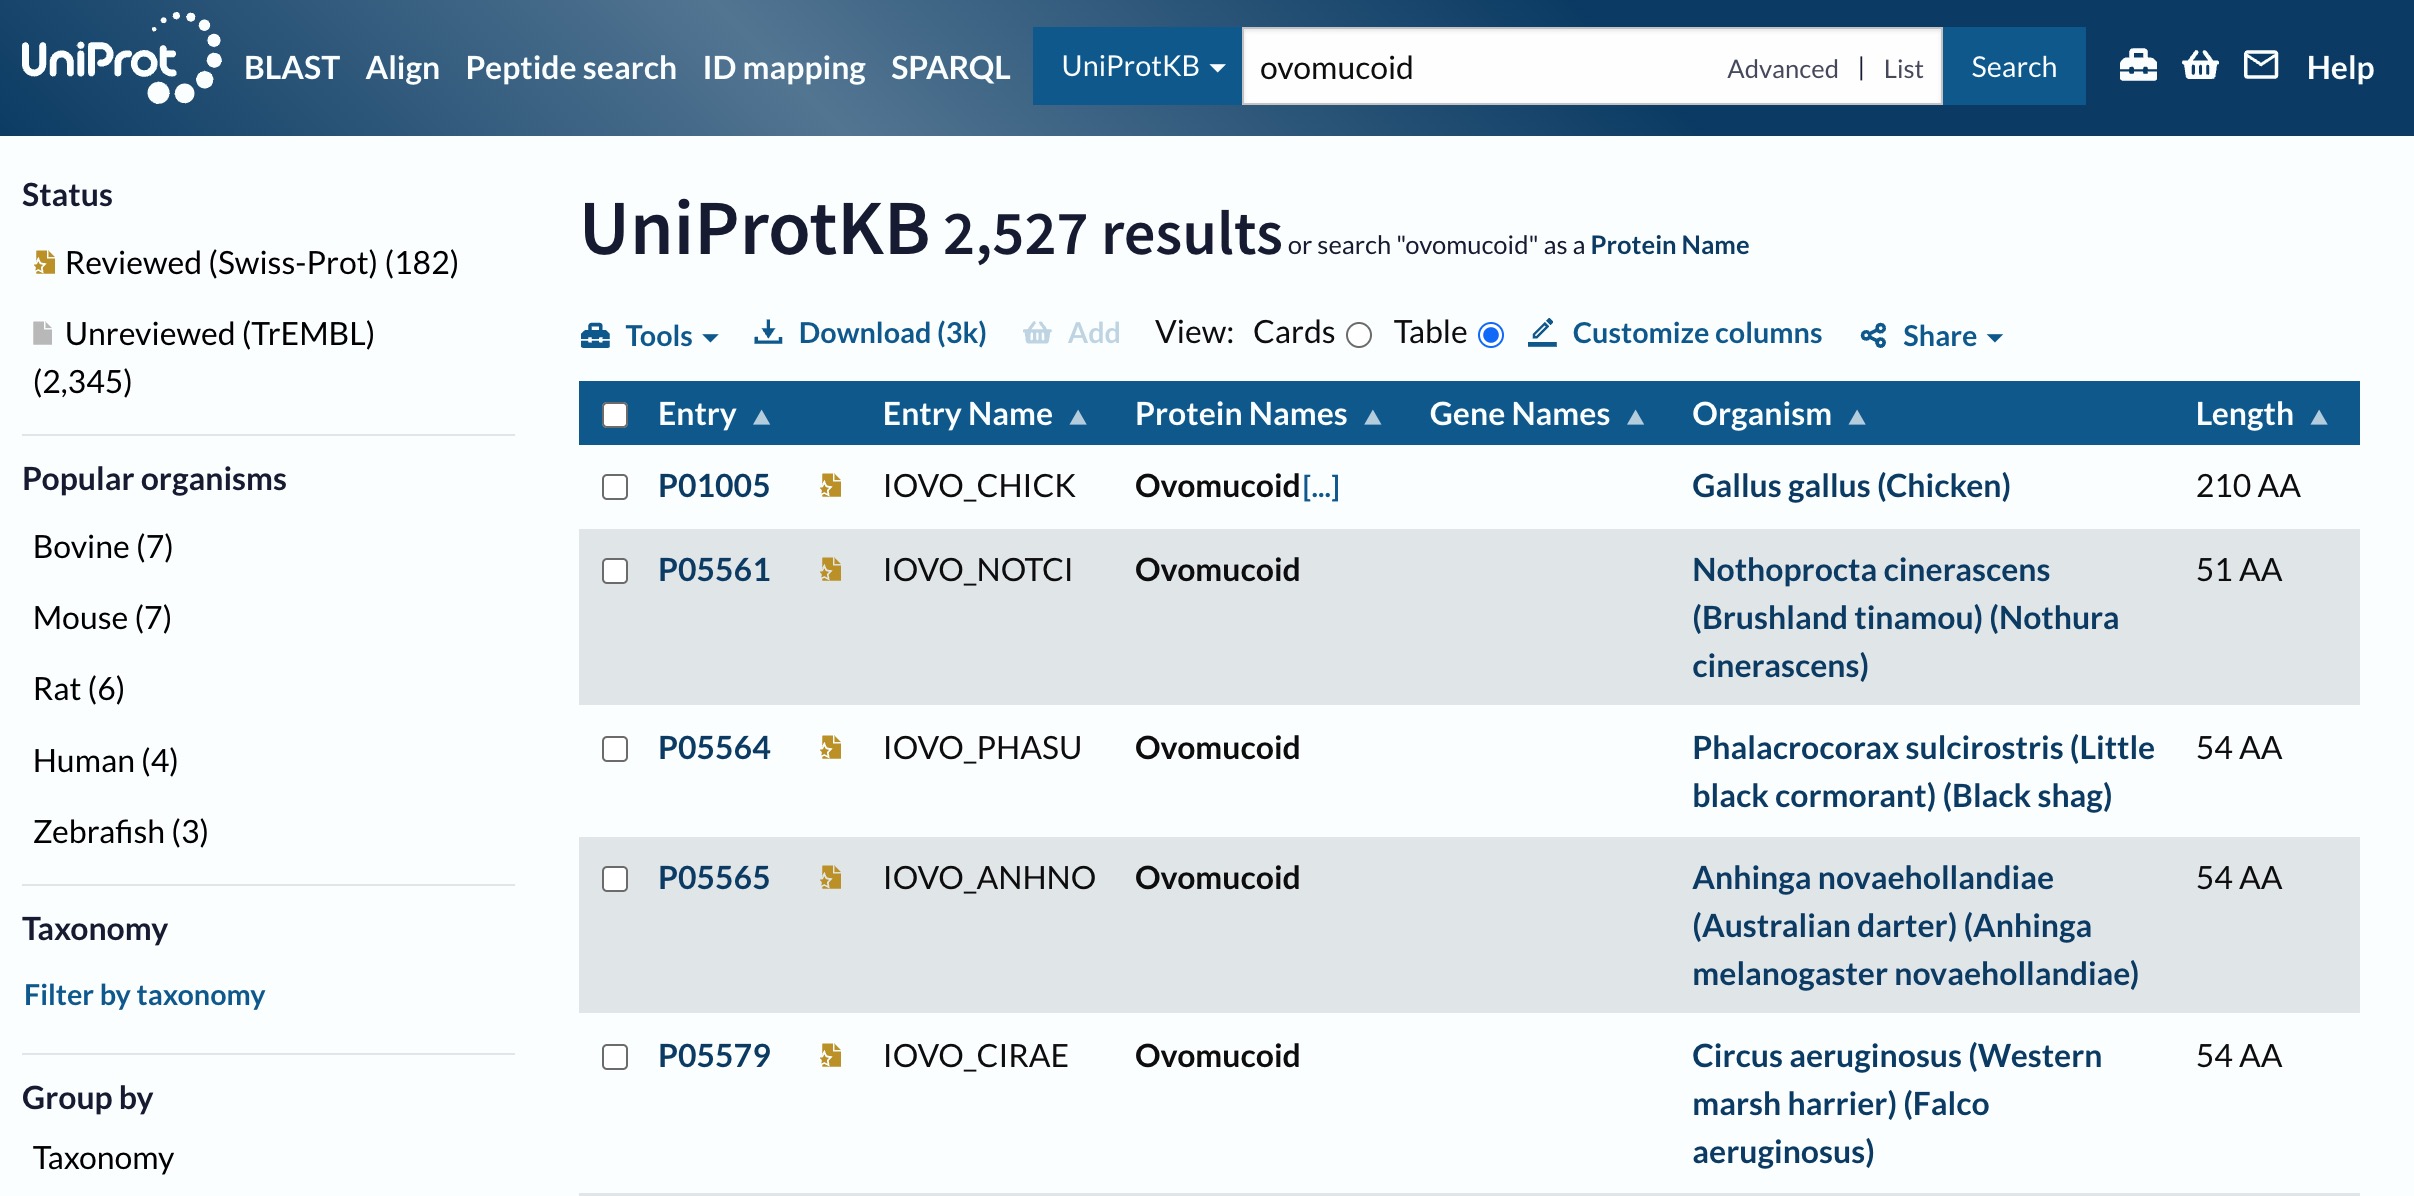 UniProt BLAST Align Peptide search ID mapping SPARQL UniProtKB ovomucoid Advanced | List Search Help
Status
Reviewed (Swiss-Prot) (182)
Unreviewed (TrEMBL)
(2,345)
Popular organisms
Bovine (7)
Mouse (7)
Rat (6)
Human (4)
Zebrafish (3)
Taxonomy
Filter by taxonomy
Group by
Taxonomy
UniProtKB 2,527 results or search "ovomucoid" as a Protein Name
Tools Download (3k) Add View: Cards Table Customize columns Share
Entry Entry Name Protein Names Gene Names Organism Length
P01005 IOVO_CHICK Ovomucoid[...] Gallus gallus (Chicken) 210 AA
P05561 IOVO_NOTCI Ovomucoid Nothoprocta cinerascens 51 AA
(Brushland tinamou) (Nothura
cinerascens)
P05564 IOVO_PHASU Ovomucoid Phalacrocorax sulcirostris (Little 54 AA
black cormorant) (Black shag)
P05565 IOVO_ANHNO Ovomucoid Anhinga novaehollandiae 54 AA
(Australian darter) (Anhinga
melanogaster novaehollandiae)
P05579 IOVO_CIRAE Ovomucoid Circus aeruginosus (Western 54 AA
marsh harrier) (Falco
aeruginosus)